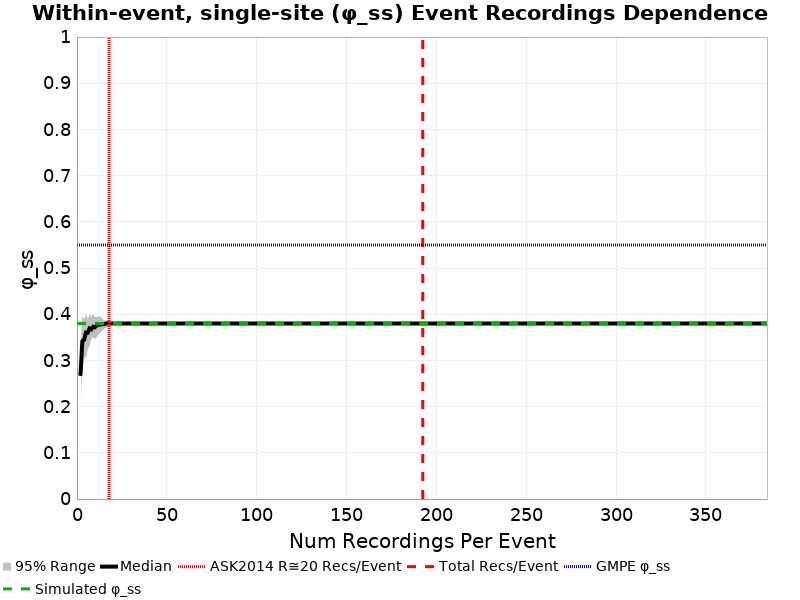 Within-event, single-site (φ_ss) Event Recordings Dependence
1
0.9
0.8
0.7
0.6
0.5
0.4
0.3
0.2
0.1
0
φ_ss
0 50 100 150 200 250 300 350
Num Recordings Per Event
95% Range Median ASK2014 R≅20 Recs/Event Total Recs/Event GMPE φ_ss
Simulated φ_ss